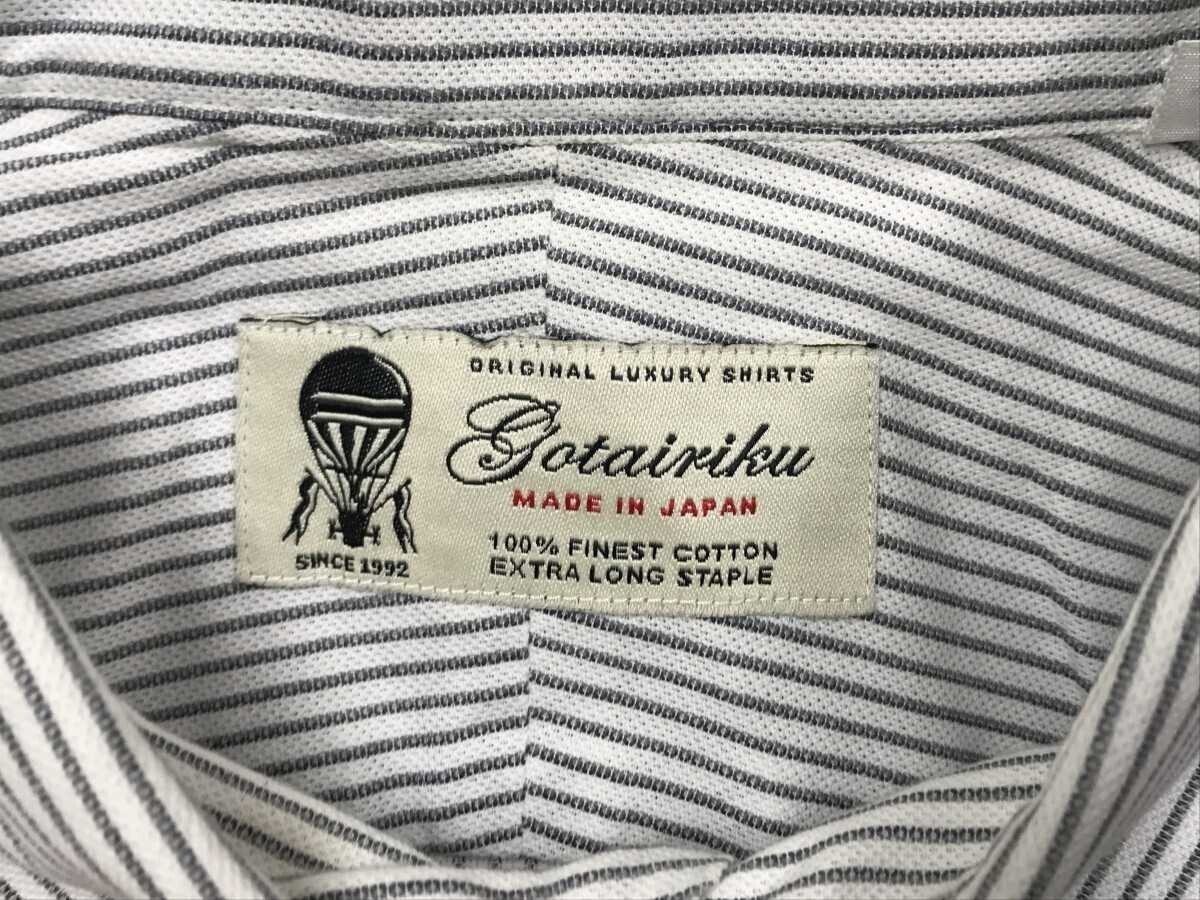 ORIGINAL LUXURY SHIRTS
Gotairiku
MADE IN JAPAN
100% FINEST COTTON
EXTRA LONG STAPLE
SINCE 1992